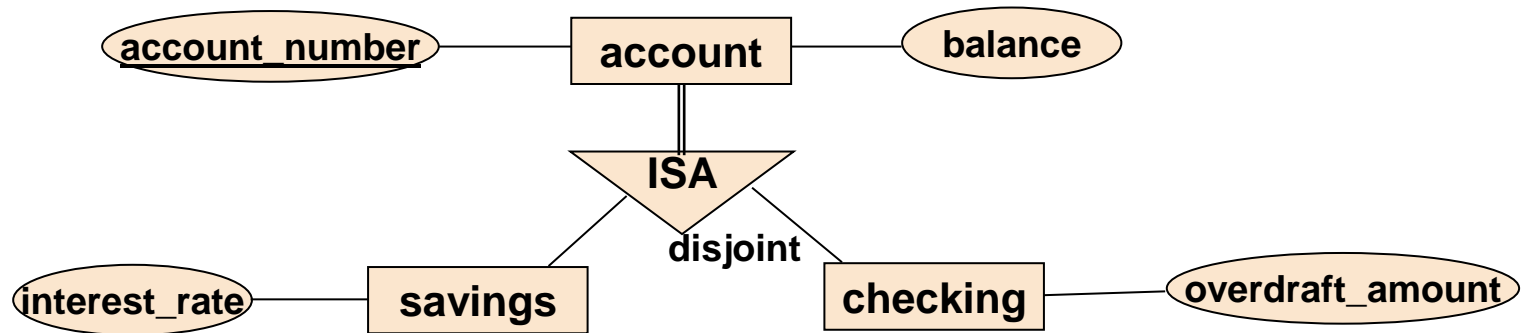 account_number
account
balance
ISA
disjoint
interest_rate
savings
checking
overdraft_amount